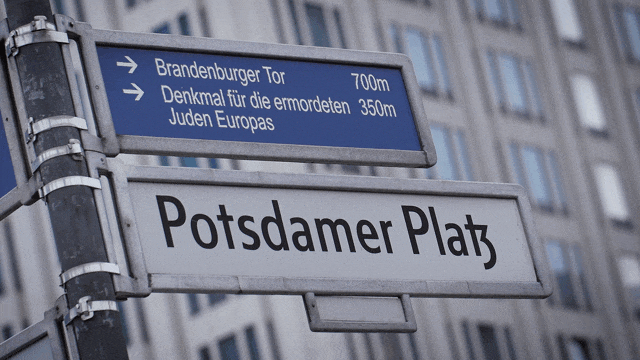 → Brandenburger Tor 700m
→ Denkmal für die ermordeten 350m
Juden Europas
Potsdamer Platz